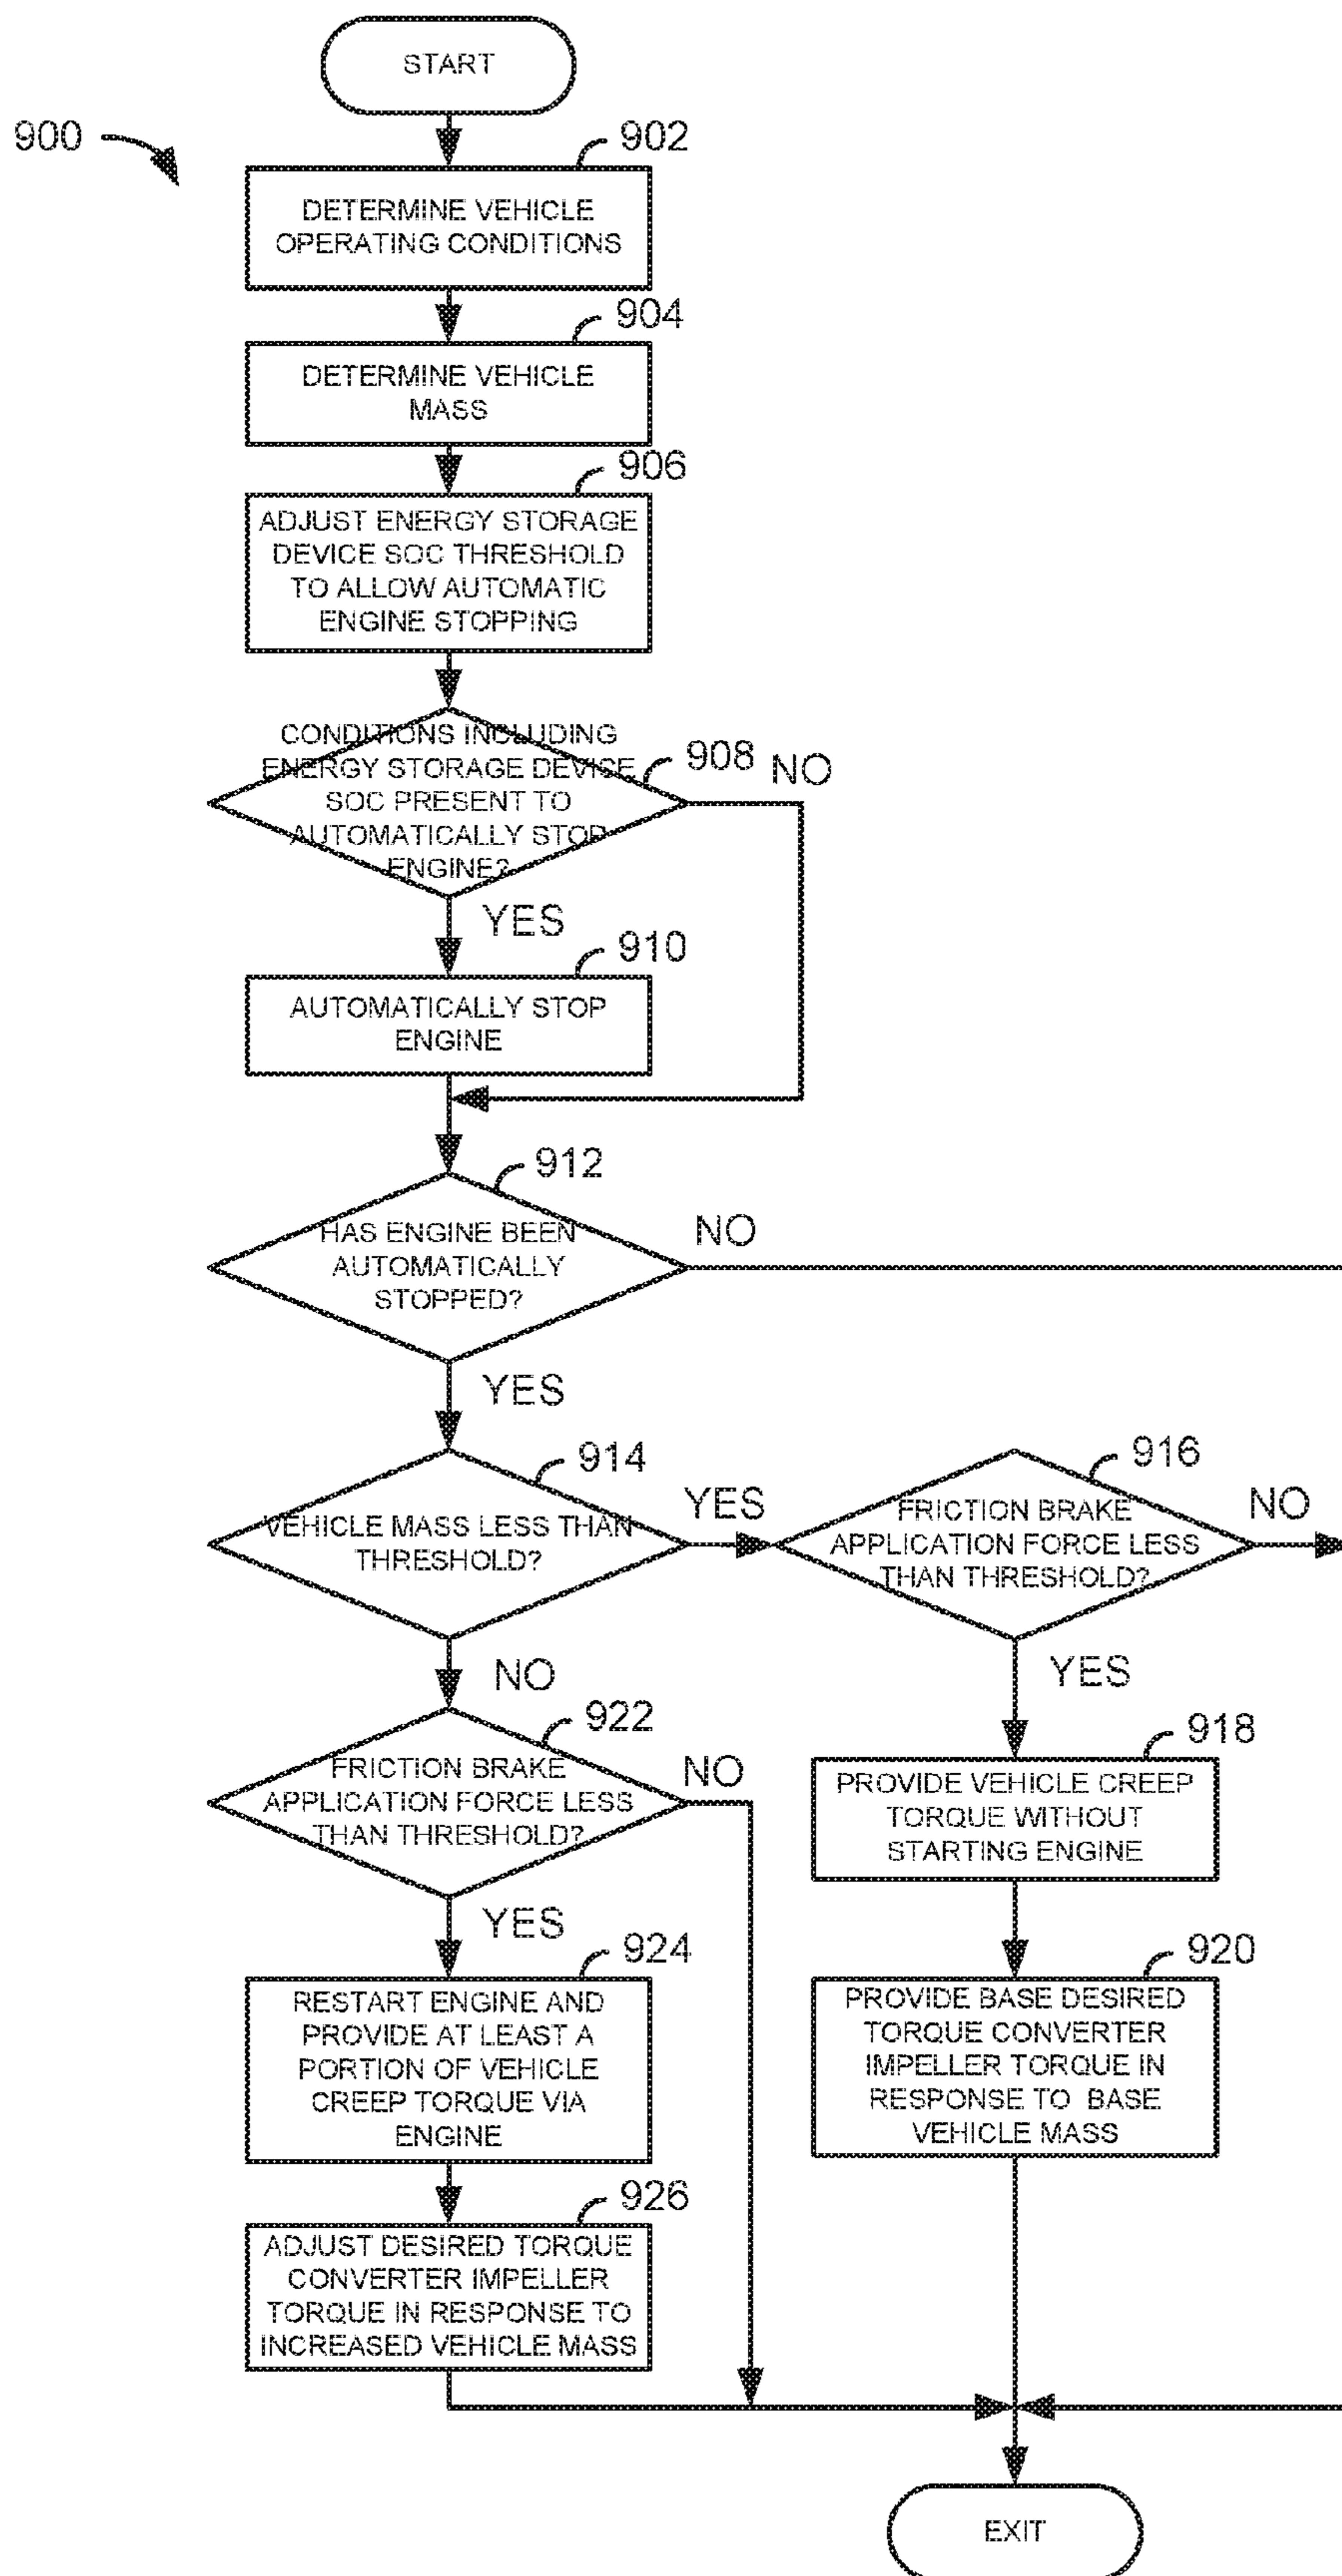 START
900
902
DETERMINE VEHICLE
OPERATING CONDITIONS
904
DETERMINE VEHICLE
MASS
906
ADJUST ENERGY STORAGE
DEVICE SOC THRESHOLD
TO ALLOW AUTOMATIC
ENGINE STOPPING
CONDITIONS INCLUDING
ENERGY STORAGE DEVICE
SOC PRESENT TO
AUTOMATICALLY STOP
ENGINE?
908
NO
YES
910
AUTOMATICALLY STOP
ENGINE
912
HAS ENGINE BEEN
AUTOMATICALLY
STOPPED?
NO
YES
914
VEHICLE MASS LESS THAN
THRESHOLD?
YES
916
FRICTION BRAKE
APPLICATION FORCE LESS
THAN THRESHOLD?
NO
YES
NO
922
FRICTION BRAKE
APPLICATION FORCE LESS
THAN THRESHOLD?
NO
918
PROVIDE VEHICLE CREEP
TORQUE WITHOUT
STARTING ENGINE
YES
924
RESTART ENGINE AND
PROVIDE AT LEAST A
PORTION OF VEHICLE
CREEP TORQUE VIA
ENGINE
920
PROVIDE BASE DESIRED
TORQUE CONVERTER
IMPELLER TORQUE IN
RESPONSE TO BASE
VEHICLE MASS
926
ADJUST DESIRED TORQUE
CONVERTER IMPELLER
TORQUE IN RESPONSE TO
INCREASED VEHICLE MASS
EXIT